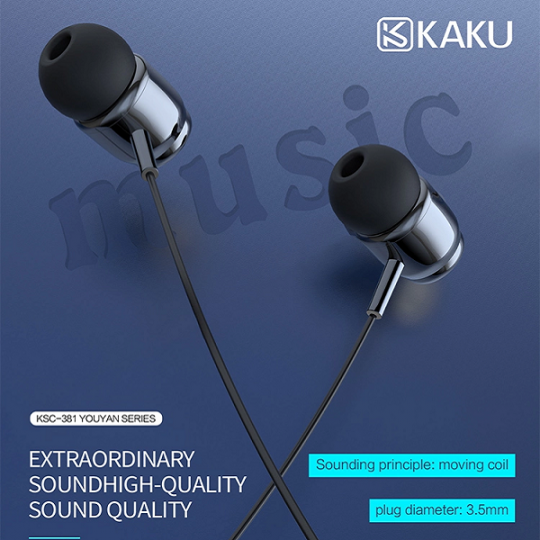 KAKU
music
KSC-381 YOUYAN SERIES
EXTRAORDINARY
SOUNDHIGH-QUALITY
SOUND QUALITY
Sounding principle: moving coil
plug diameter: 3.5mm